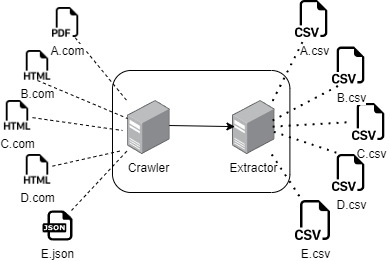 PDF
A.com
HTML
B.com
HTML
C.com
HTML
D.com
JSON
E.json
Crawler
Extractor
CSV
A.csv
CSV
B.csv
CSV
C.csv
CSV
D.csv
CSV
E.csv